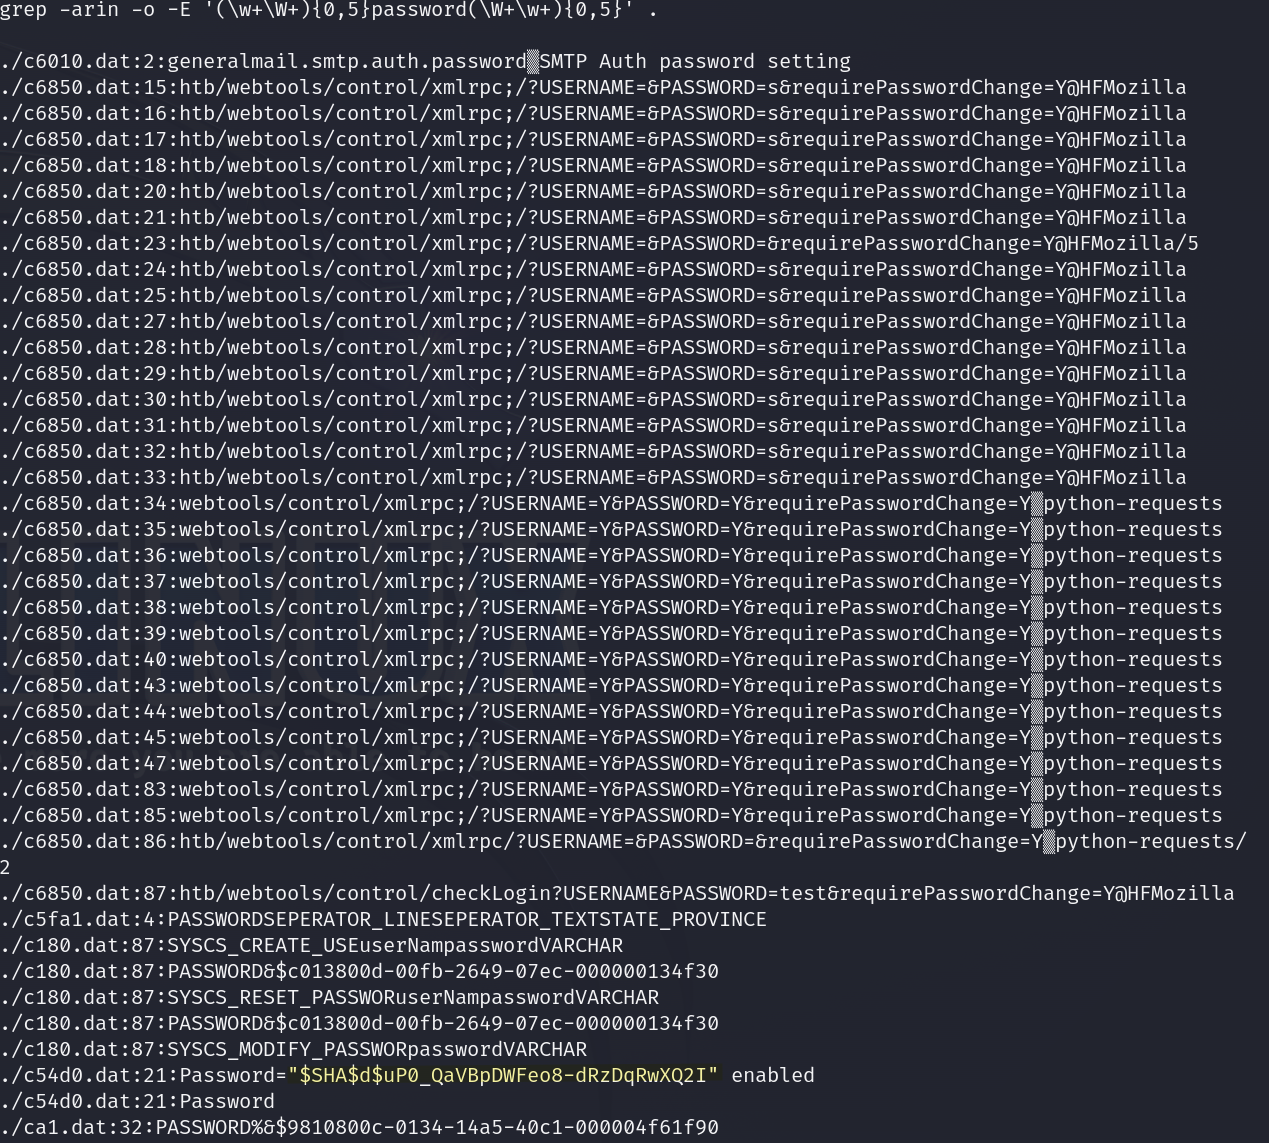 grep -arin -o -E '(\w+\W+){0,5}password(\W+\w+){0,5}' .
./c6010.dat:2:generalmail.smtp.auth.password▒SMTP Auth password setting
./c6850.dat:15:htb/webtools/control/xmlrpc;/?USERNAME=&PASSWORD=s&requirePasswordChange=Y@HFMozilla
./c6850.dat:16:htb/webtools/control/xmlrpc;/?USERNAME=&PASSWORD=s&requirePasswordChange=Y@HFMozilla
./c6850.dat:17:htb/webtools/control/xmlrpc;/?USERNAME=&PASSWORD=s&requirePasswordChange=Y@HFMozilla
./c6850.dat:18:htb/webtools/control/xmlrpc;/?USERNAME=&PASSWORD=s&requirePasswordChange=Y@HFMozilla
./c6850.dat:20:htb/webtools/control/xmlrpc;/?USERNAME=&PASSWORD=s&requirePasswordChange=Y@HFMozilla
./c6850.dat:21:htb/webtools/control/xmlrpc;/?USERNAME=&PASSWORD=s&requirePasswordChange=Y@HFMozilla
./c6850.dat:23:htb/webtools/control/xmlrpc;/?USERNAME=&PASSWORD=&requirePasswordChange=Y@HFMozilla/5
./c6850.dat:24:htb/webtools/control/xmlrpc;/?USERNAME=&PASSWORD=s&requirePasswordChange=Y@HFMozilla
./c6850.dat:25:htb/webtools/control/xmlrpc;/?USERNAME=&PASSWORD=s&requirePasswordChange=Y@HFMozilla
./c6850.dat:27:htb/webtools/control/xmlrpc;/?USERNAME=&PASSWORD=s&requirePasswordChange=Y@HFMozilla
./c6850.dat:28:htb/webtools/control/xmlrpc;/?USERNAME=&PASSWORD=s&requirePasswordChange=Y@HFMozilla
./c6850.dat:29:htb/webtools/control/xmlrpc;/?USERNAME=&PASSWORD=s&requirePasswordChange=Y@HFMozilla
./c6850.dat:30:htb/webtools/control/xmlrpc;/?USERNAME=&PASSWORD=s&requirePasswordChange=Y@HFMozilla
./c6850.dat:31:htb/webtools/control/xmlrpc;/?USERNAME=&PASSWORD=s&requirePasswordChange=Y@HFMozilla
./c6850.dat:32:htb/webtools/control/xmlrpc;/?USERNAME=&PASSWORD=s&requirePasswordChange=Y@HFMozilla
./c6850.dat:33:htb/webtools/control/xmlrpc;/?USERNAME=&PASSWORD=s&requirePasswordChange=Y@HFMozilla
./c6850.dat:34:webtools/control/xmlrpc;/?USERNAME=Y&PASSWORD=Y&requirePasswordChange=Y▒python-requests
./c6850.dat:35:webtools/control/xmlrpc;/?USERNAME=Y&PASSWORD=Y&requirePasswordChange=Y▒python-requests
./c6850.dat:36:webtools/control/xmlrpc;/?USERNAME=Y&PASSWORD=Y&requirePasswordChange=Y▒python-requests
./c6850.dat:37:webtools/control/xmlrpc;/?USERNAME=Y&PASSWORD=Y&requirePasswordChange=Y▒python-requests
./c6850.dat:38:webtools/control/xmlrpc;/?USERNAME=Y&PASSWORD=Y&requirePasswordChange=Y▒python-requests
./c6850.dat:39:webtools/control/xmlrpc;/?USERNAME=Y&PASSWORD=Y&requirePasswordChange=Y▒python-requests
./c6850.dat:40:webtools/control/xmlrpc;/?USERNAME=Y&PASSWORD=Y&requirePasswordChange=Y▒python-requests
./c6850.dat:43:webtools/control/xmlrpc;/?USERNAME=Y&PASSWORD=Y&requirePasswordChange=Y▒python-requests
./c6850.dat:44:webtools/control/xmlrpc;/?USERNAME=Y&PASSWORD=Y&requirePasswordChange=Y▒python-requests
./c6850.dat:45:webtools/control/xmlrpc;/?USERNAME=Y&PASSWORD=Y&requirePasswordChange=Y▒python-requests
./c6850.dat:47:webtools/control/xmlrpc;/?USERNAME=Y&PASSWORD=Y&requirePasswordChange=Y▒python-requests
./c6850.dat:83:webtools/control/xmlrpc;/?USERNAME=Y&PASSWORD=Y&requirePasswordChange=Y▒python-requests
./c6850.dat:85:webtools/control/xmlrpc;/?USERNAME=Y&PASSWORD=Y&requirePasswordChange=Y▒python-requests
./c6850.dat:86:htb/webtools/control/xmlrpc/?USERNAME=&PASSWORD=&requirePasswordChange=Y▒python-requests/
2
./c6850.dat:87:htb/webtools/control/checkLogin?USERNAME&PASSWORD=test&requirePasswordChange=Y@HFMozilla
./c5fa1.dat:4:PASSWORDSEPERATOR_LINESEPERATOR_TEXTSTATE_PROVINCE
./c180.dat:87:SYSCS_CREATE_USEuserNampasswordVARCHAR
./c180.dat:87:PASSWORD&$c013800d-00fb-2649-07ec-000000134f30
./c180.dat:87:SYSCS_RESET_PASSWORuserNampasswordVARCHAR
./c180.dat:87:PASSWORD&$c013800d-00fb-2649-07ec-000000134f30
./c180.dat:87:SYSCS_MODIFY_PASSWORpasswordVARCHAR
./c54d0.dat:21:Password="$SHA$d$uP0_QaVBpDWFeo8-dRzDqRwXQ2I" enabled
./c54d0.dat:21:Password
./ca1.dat:32:PASSWORD%&$9810800c-0134-14a5-40c1-000004f61f90